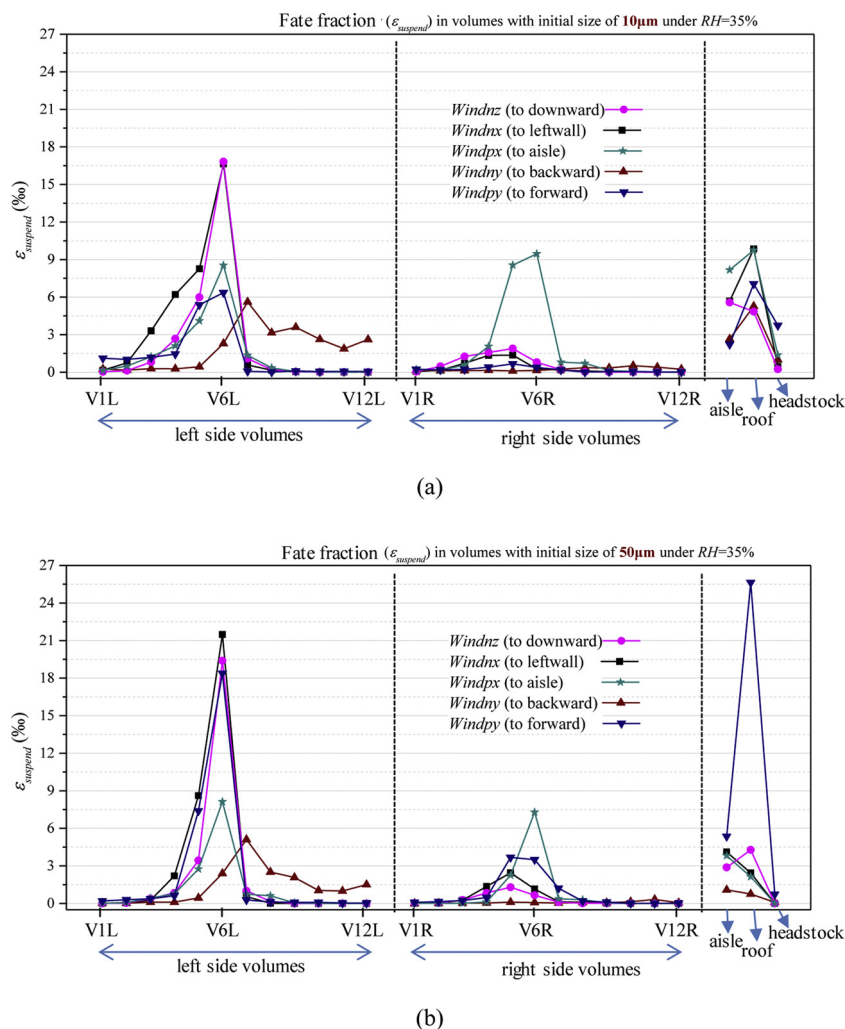 Fate fraction (εsuspend) in volumes with initial size of 10μm under RH=35%
27
24
21
18
15
12
9
6
3
0
εsuspend (‰)
Windnz (to downward)
Windnx (to leftwall)
Windpx (to aisle)
Windny (to backward)
Windpy (to forward)
V1L V6L V12L V1R V6R V12R
aisle roof headstock
left side volumes right side volumes
(a)
Fate fraction (εsuspend) in volumes with initial size of 50μm under RH=35%
27
24
21
18
15
12
9
6
3
0
εsuspend (‰)
Windnz (to downward)
Windnx (to leftwall)
Windpx (to aisle)
Windny (to backward)
Windpy (to forward)
V1L V6L V12L V1R V6R V12R
aisle roof headstock
left side volumes right side volumes
(b)